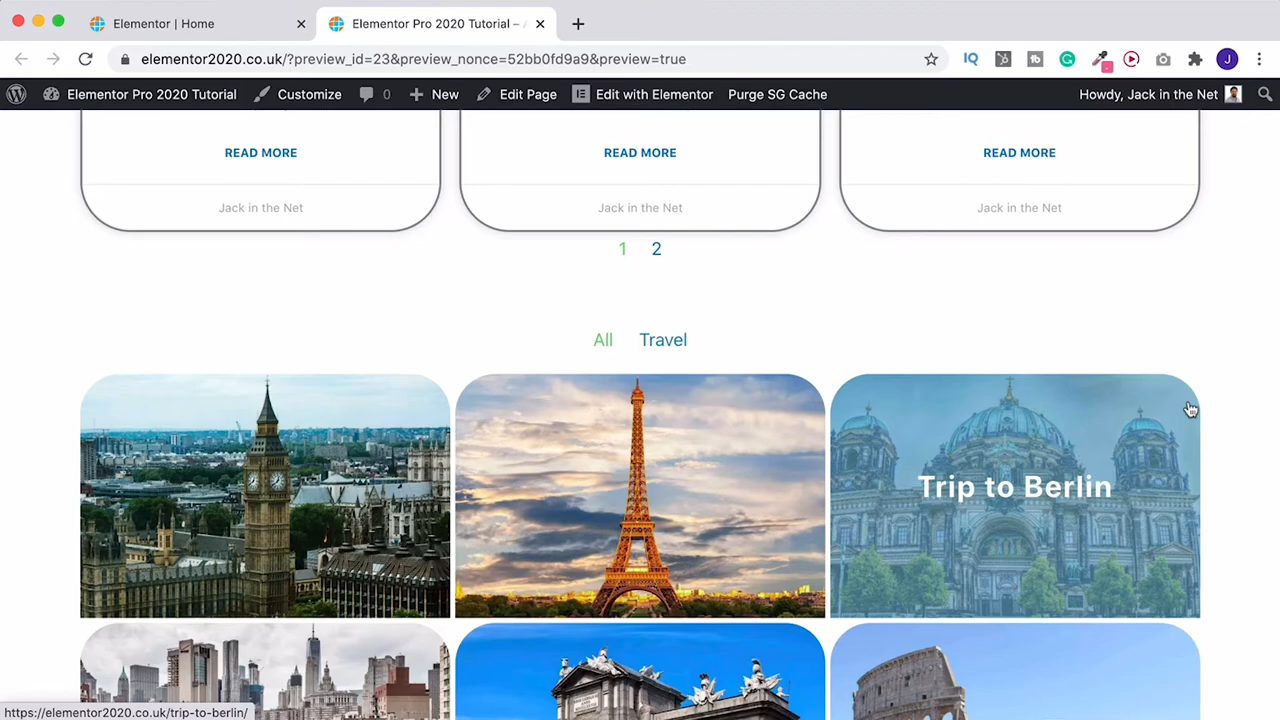 Elementor | Home
Elementor Pro 2020 Tutorial –
elementor2020.co.uk/?preview_id=23&preview_nonce=52bb0fd9a9&preview=true
IQ
J
Elementor Pro 2020 Tutorial Customize 0 New Edit Page Edit with Elementor Purge SG Cache Howdy, Jack in the Net
READ MORE READ MORE READ MORE
Jack in the Net Jack in the Net Jack in the Net
1 2
All Travel
Trip to Berlin
https://elementor2020.co.uk/trip-to-berlin/